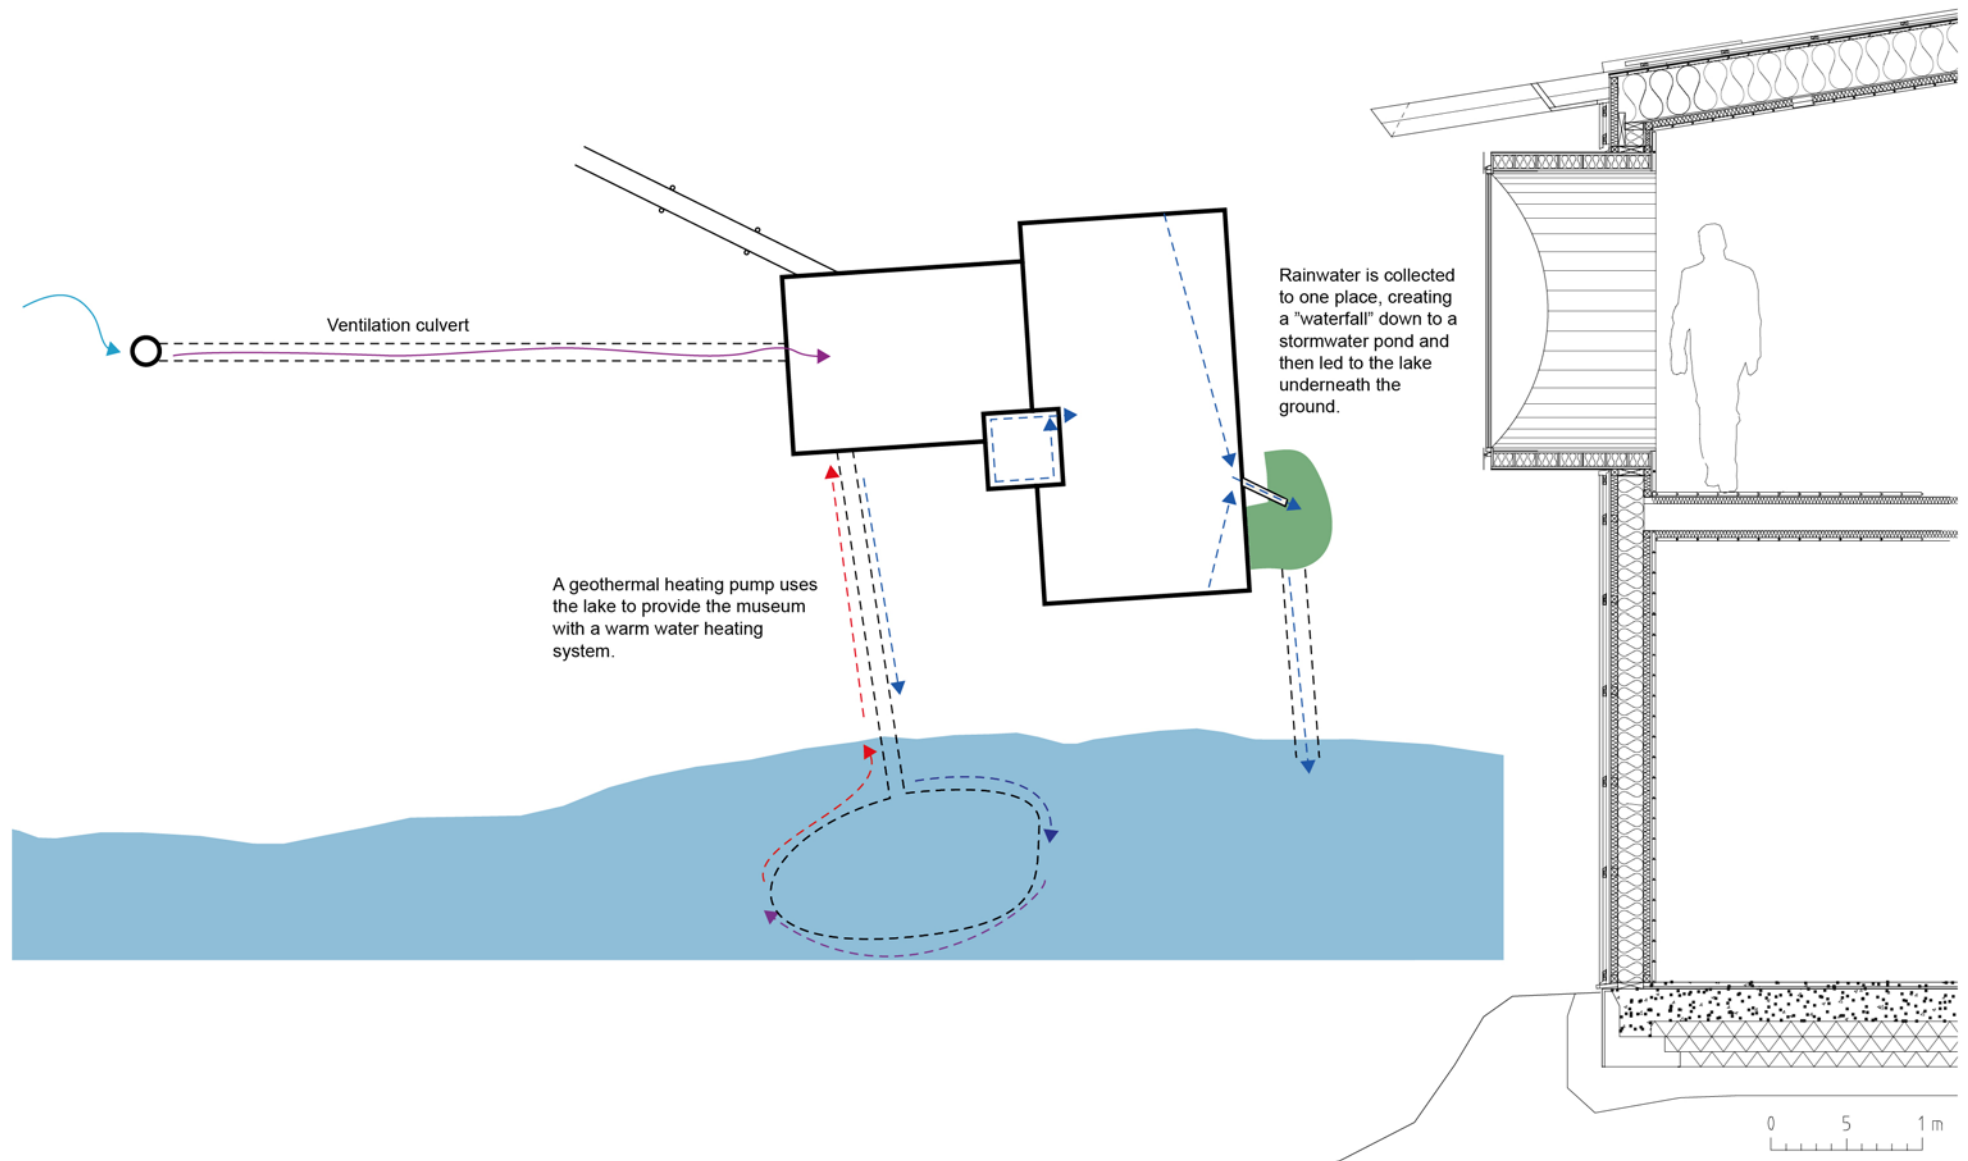 Ventilation culvert
Rainwater is collected
to one place, creating
a ”waterfall” down to a
stormwater pond and
then led to the lake
underneath the
ground.
A geothermal heating pump uses
the lake to provide the museum
with a warm water heating
system.
0 5 1 m